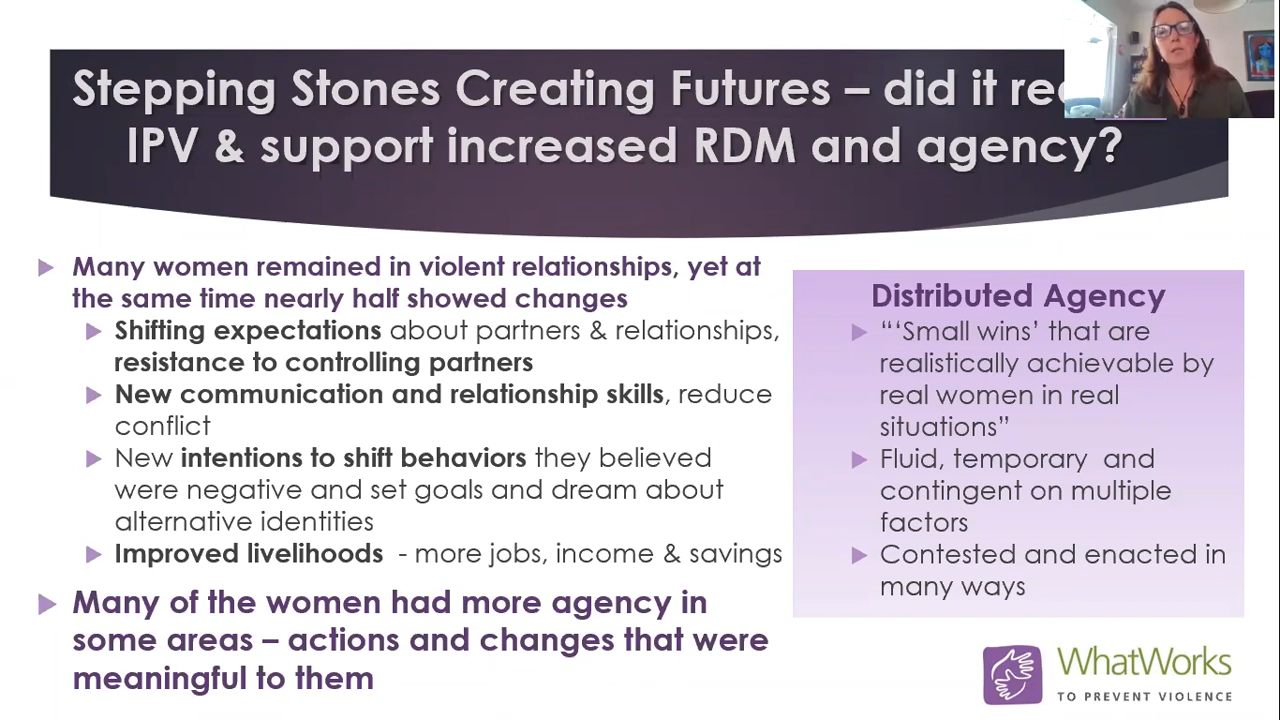 Stepping Stones Creating Futures – did it
IPV & support increased RDM and agency?
Many women remained in violent relationships, yet at
the same time nearly half showed changes
Shifting expectations about partners & relationships,
resistance to controlling partners
New communication and relationship skills, reduce
conflict
New intentions to shift behaviors they believed
were negative and set goals and dream about
alternative identities
Improved livelihoods - more jobs, income & savings
Many of the women had more agency in
some areas – actions and changes that were
meaningful to them
Distributed Agency
“‘Small wins’ that are
realistically achievable by
real women in real
situations”
Fluid, temporary and
contingent on multiple
factors
Contested and enacted in
many ways
WhatWorks
TO PREVENT VIOLENCE